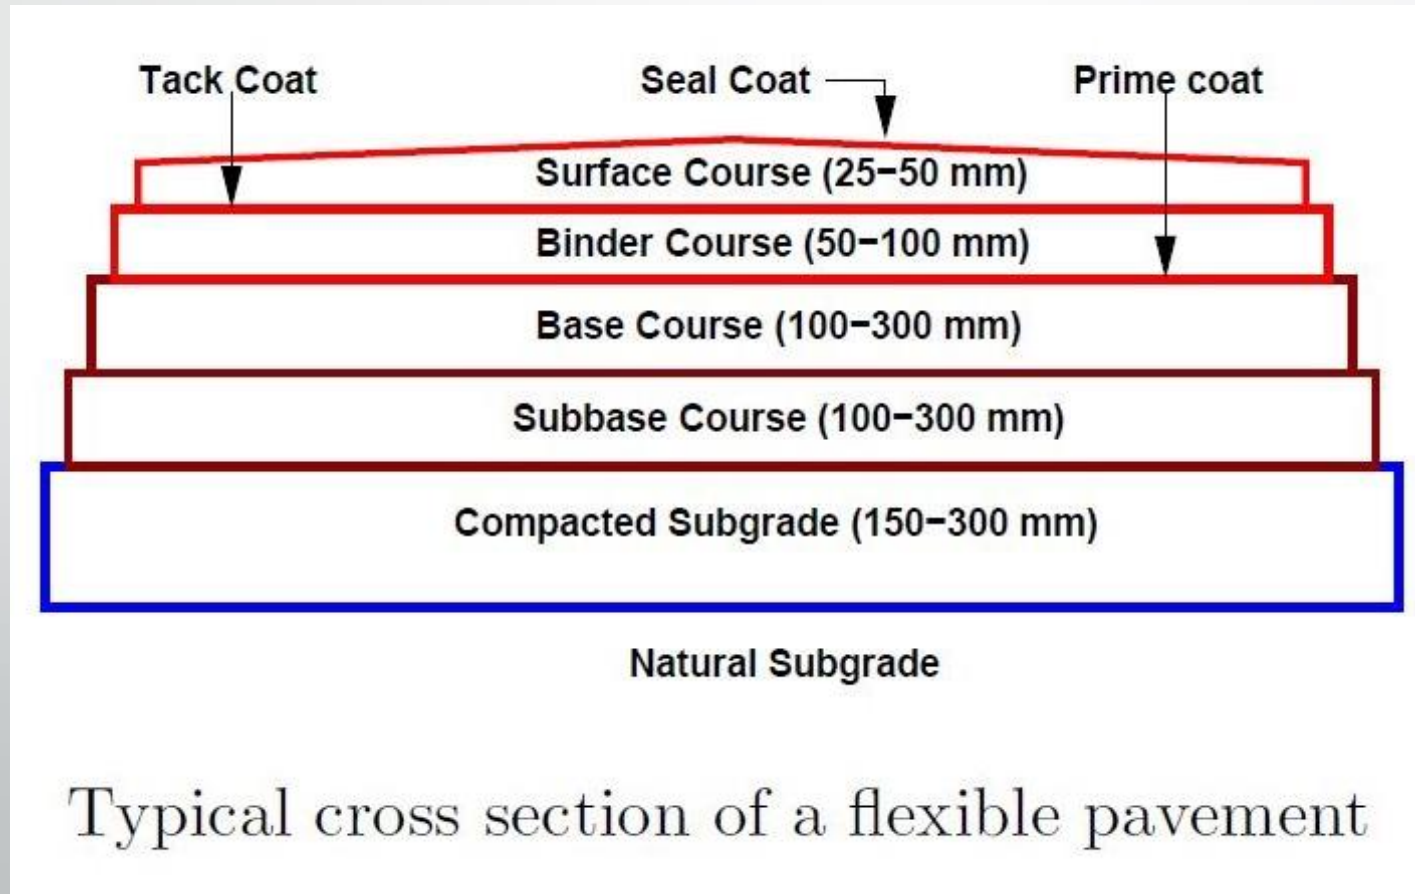 Tack Coat
Seal Coat
Prime coat
Surface Course (25-50 mm)
Binder Course (50-100 mm)
Base Course (100-300 mm)
Subbase Course (100-300 mm)
Compacted Subgrade (150-300 mm)
Natural Subgrade
Typical cross section of a flexible pavement